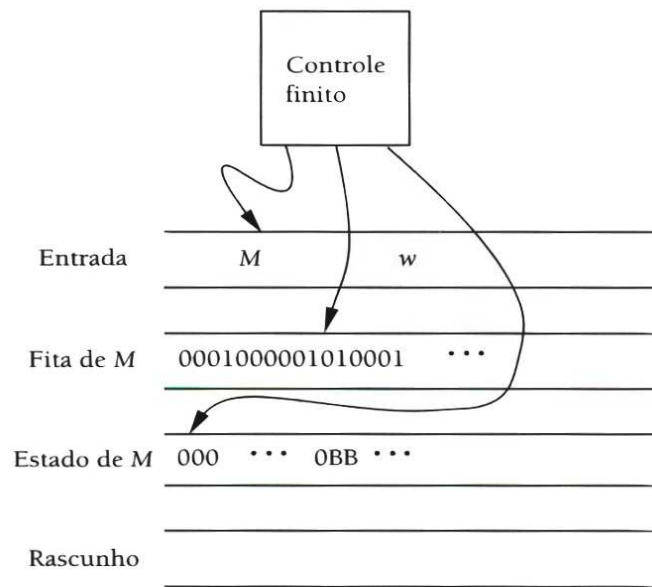 Controle
finito
Entrada M w
Fita de M 0001000001010001 ...
Estado de M 000 ... 0BB ...
Rascunho